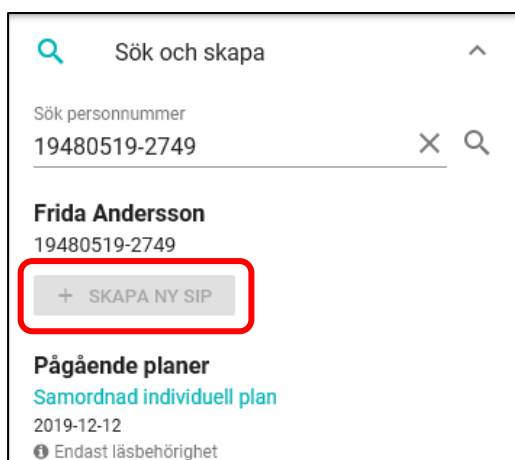 Sök och skapa
Sök personnummer
19480519-2749
Frida Andersson
19480519-2749
+ SKAPA NY SIP
Pågående planer
Samordnad individuell plan
2019-12-12
Endast läsbehörighet